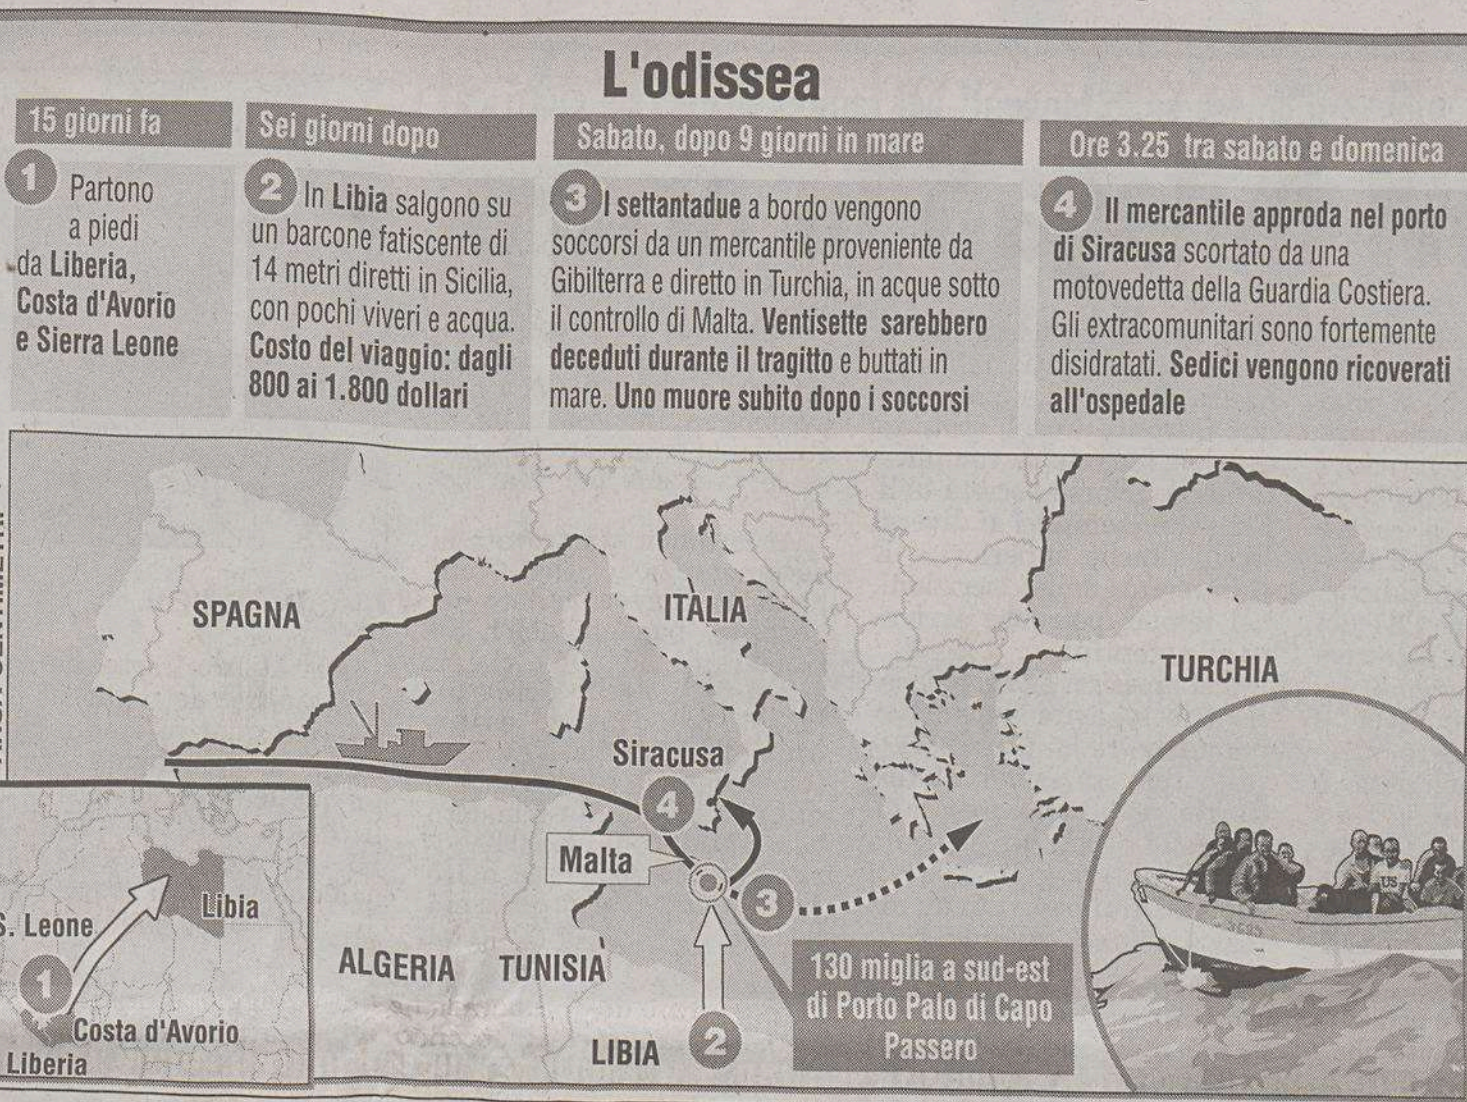 L'odissea
15 giorni fa
1 Partono
a piedi
da Liberia,
Costa d'Avorio
e Sierra Leone
Sei giorni dopo
2 In Libia salgono su
un barcone fatiscente di
14 metri diretti in Sicilia,
con pochi viveri e acqua.
Costo del viaggio: dagli
800 ai 1.800 dollari
Sabato, dopo 9 giorni in mare
3 I settantadue a bordo vengono
soccorsi da un mercantile proveniente da
Gibilterra e diretto in Turchia, in acque sotto
il controllo di Malta. Ventisette sarebbero
deceduti durante il tragitto e buttati in
mare. Uno muore subito dopo i soccorsi
Ore 3.25 tra sabato e domenica
4 Il mercantile approda nel porto
di Siracusa scortato da una
motovedetta della Guardia Costiera.
Gli extracomunitari sono fortemente
disidratati. Sedici vengono ricoverati
all'ospedale
SPAGNA
ITALIA
TURCHIA
Siracusa
4
Malta
3
Libia
S. Leone
1
Costa d'Avorio
Liberia
ALGERIA
TUNISIA
LIBIA
2
130 miglia a sud-est
di Porto Palo di Capo
Passero
US